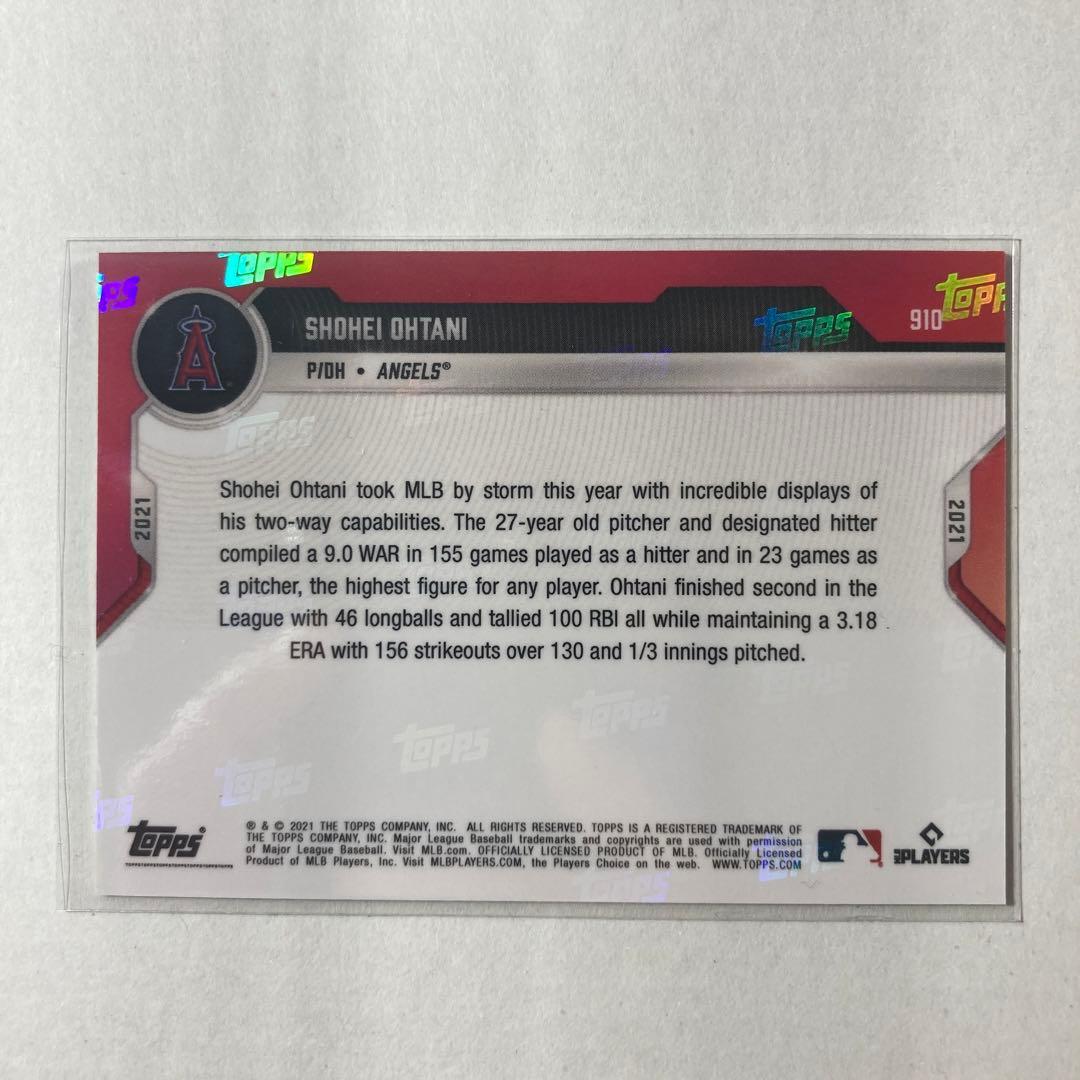 TOPPS
SHOHEI OHTANI
910
P/DH • ANGELS®
A
2021
2021
Shohei Ohtani took MLB by storm this year with incredible displays of
his two-way capabilities. The 27-year old pitcher and designated hitter
compiled a 9.0 WAR in 155 games played as a hitter and in 23 games as
a pitcher, the highest figure for any player. Ohtani finished second in the
League with 46 longballs and tallied 100 RBI all while maintaining a 3.18
ERA with 156 strikeouts over 130 and 1/3 innings pitched.
TOPPS®
® & © 2021 THE TOPPS COMPANY, INC. ALL RIGHTS RESERVED. TOPPS IS A REGISTERED TRADEMARK OF
THE TOPPS COMPANY, INC. Major League Baseball trademarks and copyrights are used with permission
of Major League Baseball. Visit MLB.com. OFFICIALLY LICENSED PRODUCT OF MLB. Officially Licensed
Product of MLB Players, Inc. Visit MLBPLAYERS.COM, the Players Choice on the web. WWW.TOPPS.COM
MLB PLAYERS